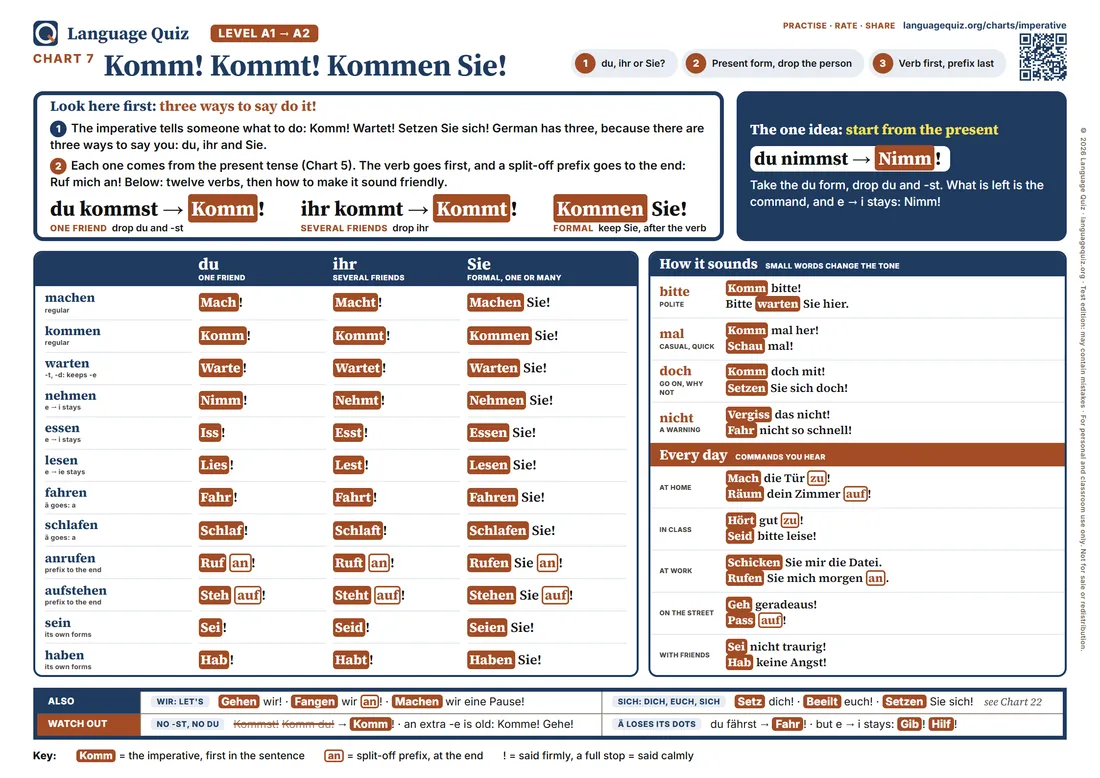 Language Quiz LEVEL A1 → A2
PRACTISE · RATE · SHARE languagequiz.org/charts/imperative
CHART 7 Komm! Kommt! Kommen Sie!
1 du, ihr or Sie? 2 Present form, drop the person 3 Verb first, prefix last
Look here first: three ways to say do it!
1 The imperative tells someone what to do: Komm! Wartet! Setzen Sie sich! German has three, because there are
three ways to say you: du, ihr and Sie.
2 Each one comes from the present tense (Chart 5). The verb goes first, and a split-off prefix goes to the end:
Ruf mich an! Below: twelve verbs, then how to make it sound friendly.
du kommst → Komm! ihr kommt → Kommt! Kommen Sie!
ONE FRIEND drop du and -st SEVERAL FRIENDS drop ihr FORMAL keep Sie, after the verb
The one idea: start from the present
du nimmst → Nimm!
Take the du form, drop du and -st. What is left is the
command, and e → i stays: Nimm!
du ihr Sie
ONE FRIEND SEVERAL FRIENDS FORMAL, ONE OR MANY
machen Mach! Macht! Machen Sie!
regular
kommen Komm! Kommt! Kommen Sie!
regular
warten Warte! Wartet! Warten Sie!
-t, -d: keeps -e
nehmen Nimm! Nehmt! Nehmen Sie!
e → i stays
essen Iss! Esst! Essen Sie!
e → i stays
lesen Lies! Lest! Lesen Sie!
e → ie stays
fahren Fahr! Fahrt! Fahren Sie!
ä goes: a
schlafen Schlaf! Schlaft! Schlafen Sie!
ä goes: a
anrufen Ruf an! Ruft an! Rufen Sie an!
prefix to the end
aufstehen Steh auf! Steht auf! Stehen Sie auf!
prefix to the end
sein Sei! Seid! Seien Sie!
its own forms
haben Hab! Habt! Haben Sie!
its own forms
How it sounds SMALL WORDS CHANGE THE TONE
bitte
POLITE
Komm bitte!
Bitte warten Sie hier.
mal
CASUAL, QUICK
Komm mal her!
Schau mal!
doch
GO ON, WHY
NOT
Komm doch mit!
Setzen Sie sich doch!
nicht
A WARNING
Vergiss das nicht!
Fahr nicht so schnell!
Every day COMMANDS YOU HEAR
AT HOME
Mach die Tür zu!
Räum dein Zimmer auf!
IN CLASS
Hört gut zu!
Seid bitte leise!
AT WORK
Schicken Sie mir die Datei.
Rufen Sie mich morgen an.
ON THE STREET
Geh geradeaus!
Pass auf!
WITH FRIENDS
Sei nicht traurig!
Hab keine Angst!
ALSO WIR: LET'S Gehen wir! · Fangen wir an! · Machen wir eine Pause! SICH: DICH, EUCH, SICH Setz dich! · Beeilt euch! · Setzen Sie sich! see Chart 22
WATCH OUT NO -ST, NO DU Kommst! Komm du! → Komm! · an extra -e is old: Komme! Gehe! Ä LOSES ITS DOTS du fährst → Fahr! · but e → i stays: Gib! Hilf!
Key: Komm = the imperative, first in the sentence an = split-off prefix, at the end ! = said firmly, a full stop = said calmly
© 2026 Language Quiz · languagequiz.org · Test edition: may contain mistakes · For personal and classroom use only. Not for sale or redistribution.